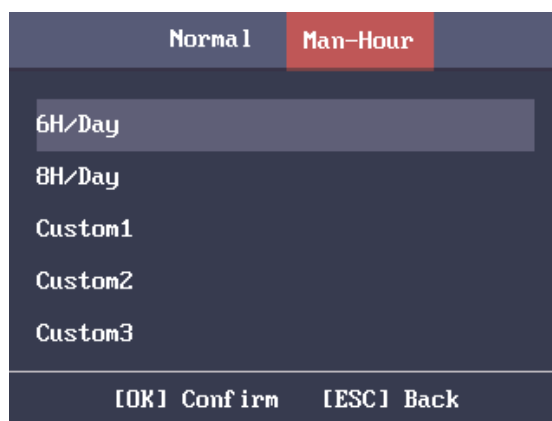 Normal Man-Hour
6H/Day
8H/Day
Custom1
Custom2
Custom3
[OK] Confirm [ESC] Back